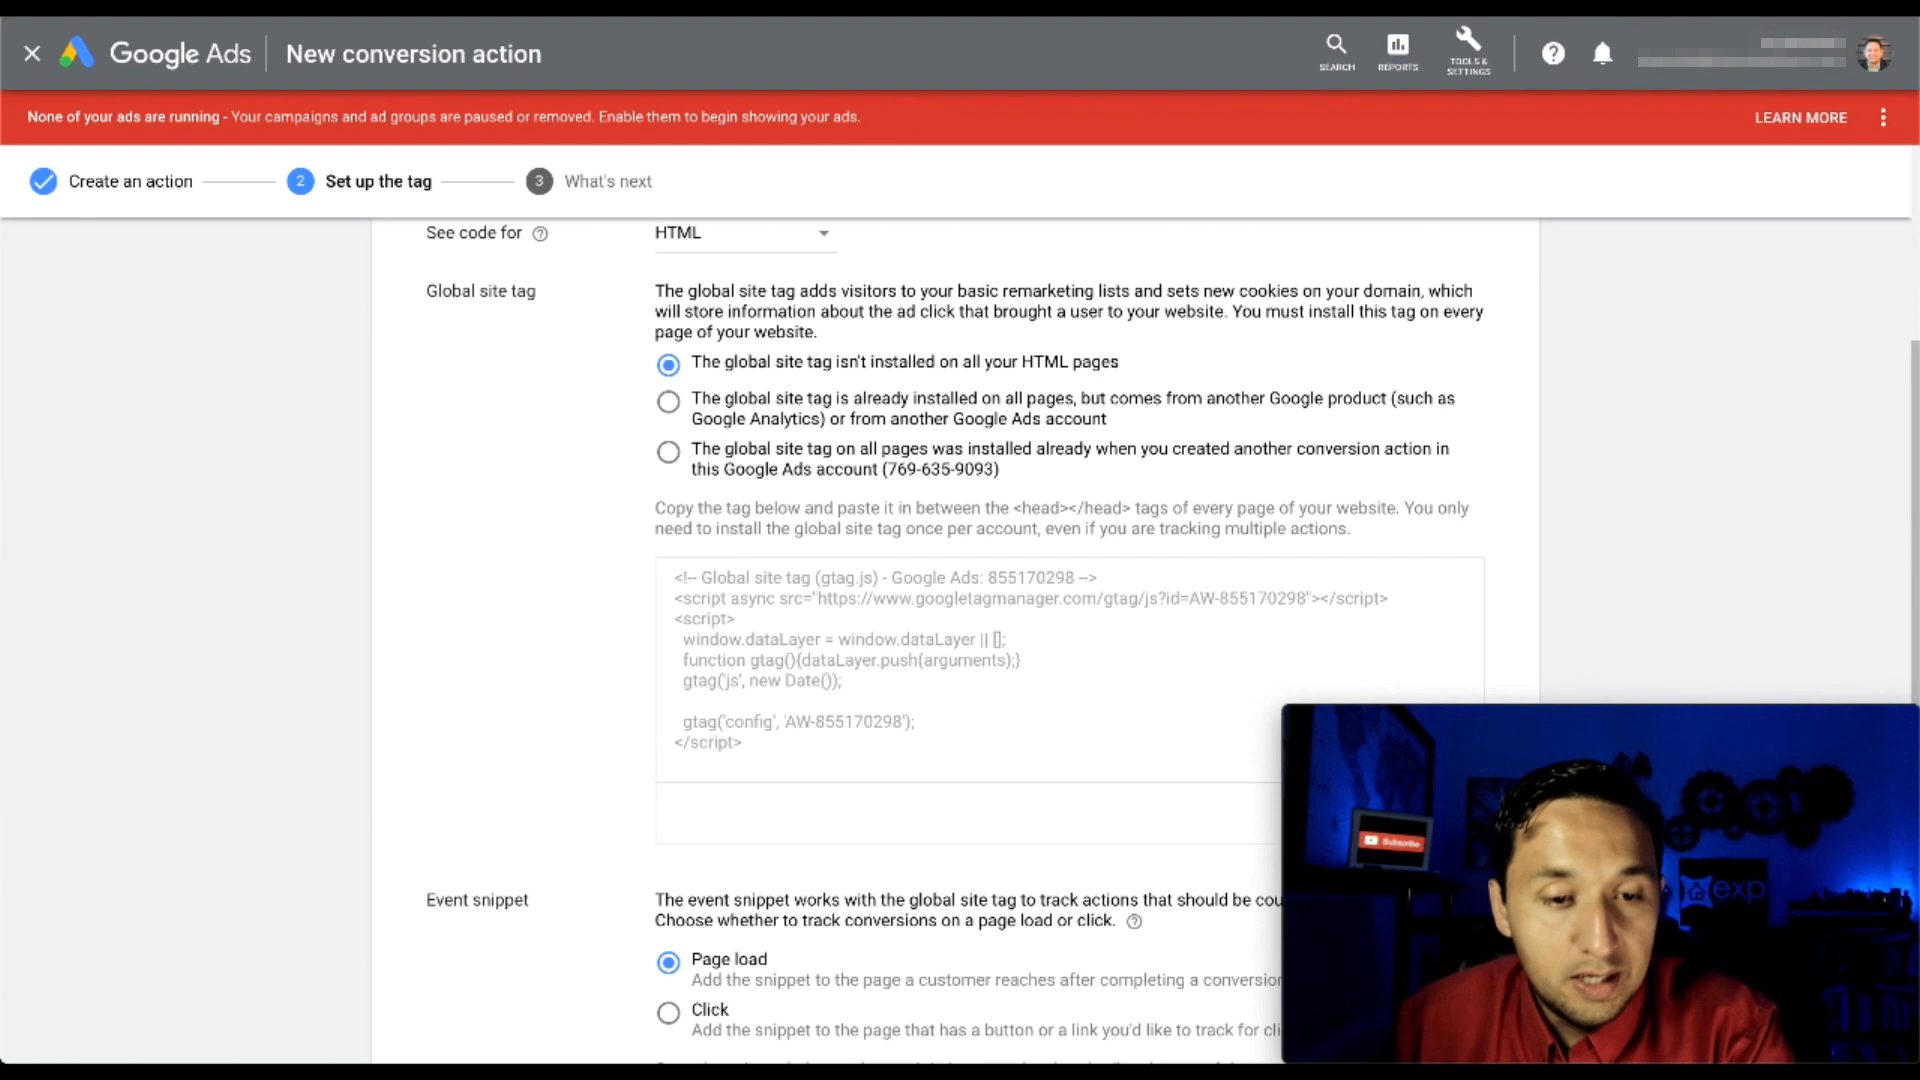 Google Ads
New conversion action
SEARCH
REPORTS
TOOLS &
SETTINGS
None of your ads are running - Your campaigns and ad groups are paused or removed. Enable them to begin showing your ads.
LEARN MORE
Create an action
2
Set up the tag
3
What's next
See code for
HTML
Global site tag
The global site tag adds visitors to your basic remarketing lists and sets new cookies on your domain, which
will store information about the ad click that brought a user to your website. You must install this tag on every
page of your website.
The global site tag isn't installed on all your HTML pages
The global site tag is already installed on all pages, but comes from another Google product (such as
Google Analytics) or from another Google Ads account
The global site tag on all pages was installed already when you created another conversion action in
this Google Ads account (769-635-9093)
Copy the tag below and paste it in between the <head></head> tags of every page of your website. You only
need to install the global site tag once per account, even if you are tracking multiple actions.
<!-- Global site tag (gtag.js) - Google Ads: 855170298 -->
<script async src="https://www.googletagmanager.com/gtag/js?id=AW-855170298"></script>
<script>
window.dataLayer = window.dataLayer || [];
function gtag(){dataLayer.push(arguments);}
gtag('js', new Date());
gtag('config', 'AW-855170298');
</script>
Event snippet
The event snippet works with the global site tag to track actions that should be cou
Choose whether to track conversions on a page load or click.
Page load
Add the snippet to the page a customer reaches after completing a conversion
Click
Add the snippet to the page that has a button or a link you'd like to track for cli
Subscribe
exp